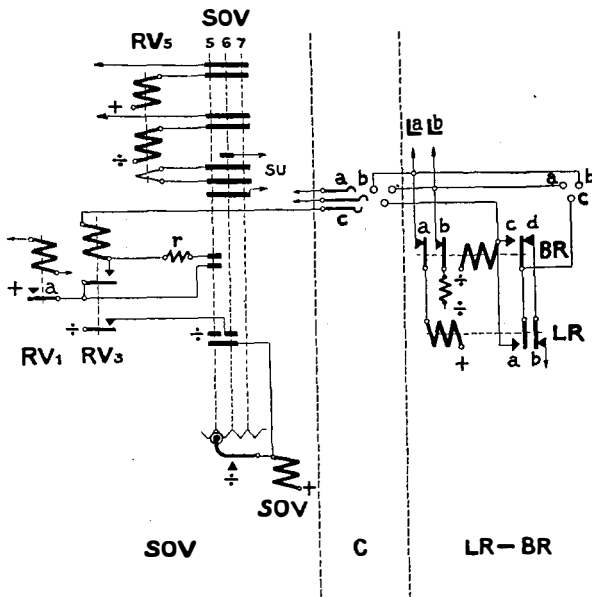 SOV
RV5 5 6 7
+
÷
SU
La Lb
a b a b
c c
a b c d
BR
÷
÷
r
+ a
÷ ÷
RV1 RV3
LR
+ a b
÷
+
SOV
SOV C LR-BR